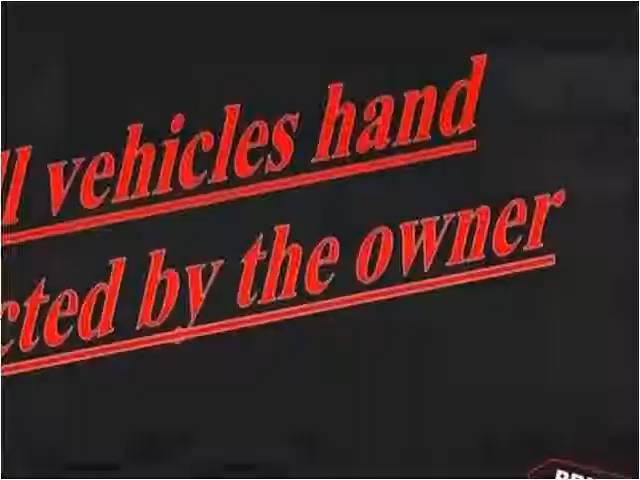 ll vehicles hand
cted by the owner